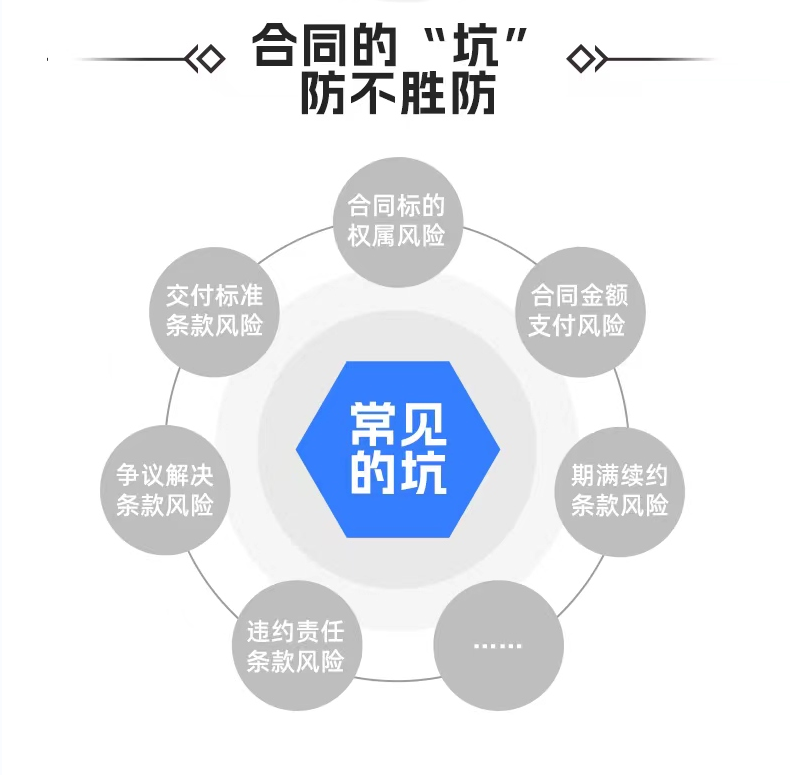 合同的“坑”
防不胜防
合同标的
权属风险
交付标准
条款风险
合同金额
支付风险
常见
的坑
争议解决
条款风险
期满续约
条款风险
违约责任
条款风险
……